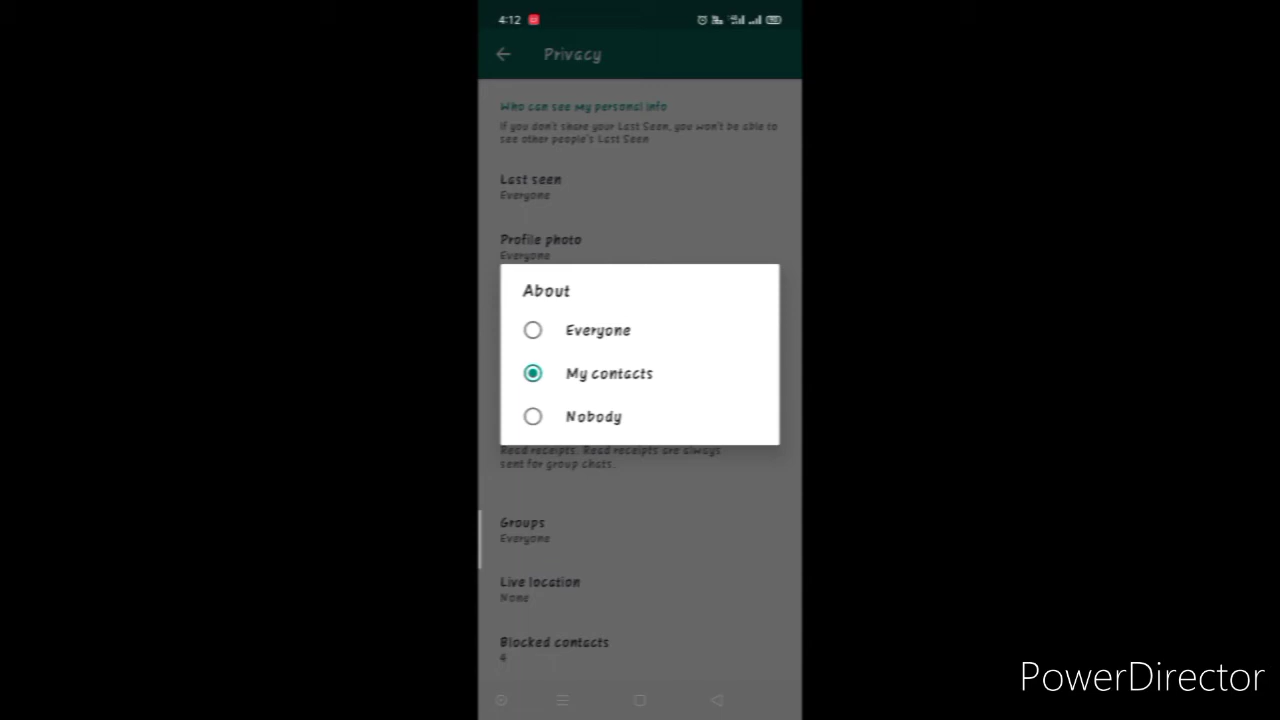 4:12
Privacy
Who can see my personal info
If you don't share your Last Seen, you won't be able to
see other people's Last Seen
Last seen
Everyone
Profile photo
Everyone
About
Everyone
My contacts
Nobody
Read receipts. Read receipts are always
sent for group chats.
Groups
Everyone
Live location
None
Blocked contacts
4
PowerDirector